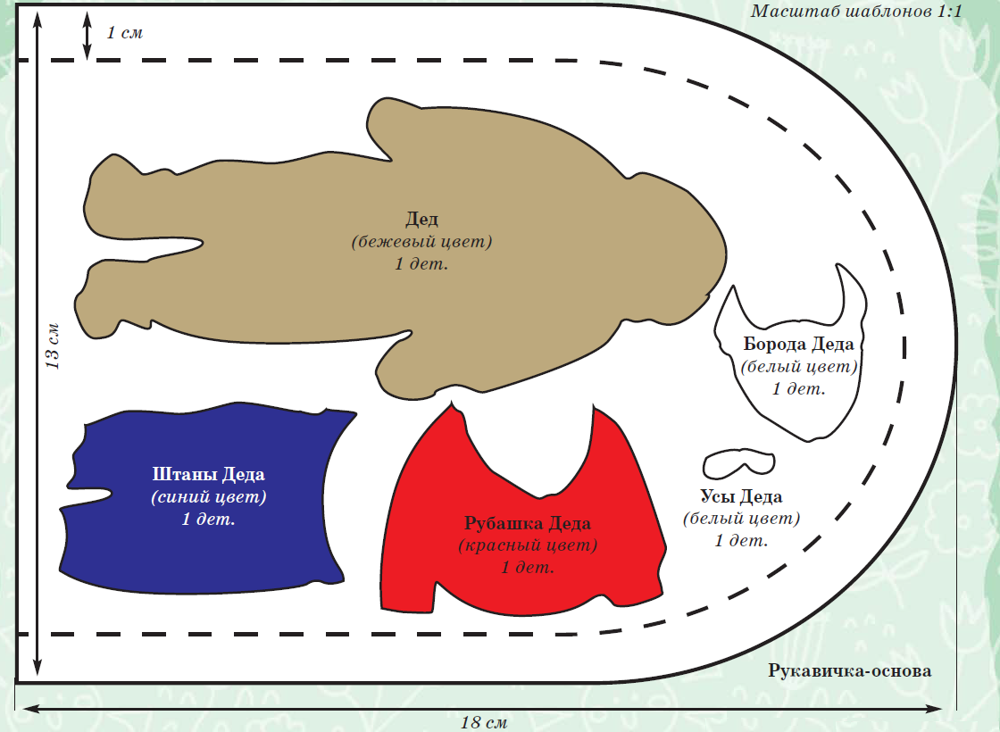 Масштаб шаблонов 1:1
1 см
13 см
Дед
(бежевый цвет)
1 дет.
Борода Деда
(белый цвет)
1 дет.
Штаны Деда
(синий цвет)
1 дет.
Рубашка Деда
(красный цвет)
1 дет.
Усы Деда
(белый цвет)
1 дет.
Рукавичка-основа
18 см